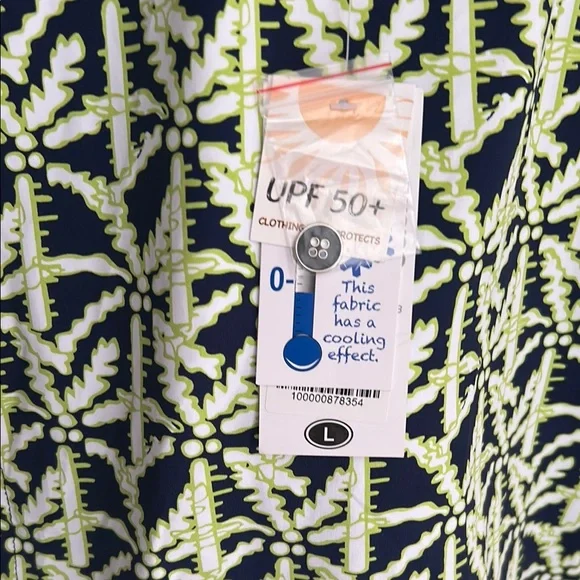 UPF 50+
CLOTHING PROTECTS
0-
This
fabric
has a
cooling
effect.
100000878354
L